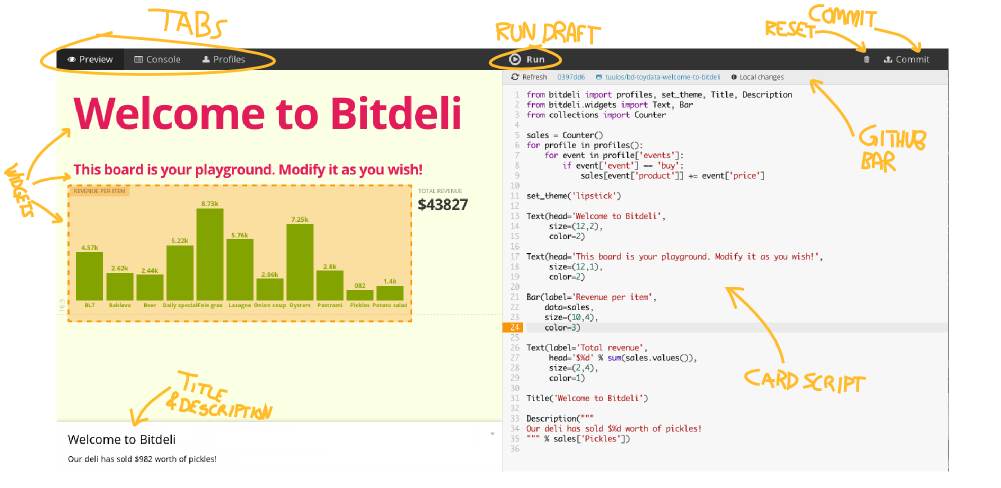 TABS
RUN DRAFT
RESET
COMMIT
Preview Console Profiles
Run
Commit
Refresh 0397dd6 tuulos/bd-toydata-welcome-to-bitdeli Local changes
GITHUB
BAR
WIDGETS
Welcome to Bitdeli
This board is your playground. Modify it as you wish!
REVENUE PER ITEM
TOTAL REVENUE
$43827
4.57k 2.62k 2.44k 5.22k 8.73k 5.76k 2.06k 7.25k 2.8k 982 1.4k
BLT Baklava Beer Daily special Foie gras Lasagne Onion soup Oysters Pastrami Pickles Potato salad
TITLE
& DESCRIPTION
Welcome to Bitdeli
Our deli has sold $982 worth of pickles!
1 from bitdeli import profiles, set_theme, Title, Description
2 from bitdeli.widgets import Text, Bar
3 from collections import Counter
4
5 sales = Counter()
6 for profile in profiles():
7     for event in profile['events']:
8         if event['event'] == 'buy':
9             sales[event['product']] += event['price']
10
11 set_theme('lipstick')
12
13 Text(head='Welcome to Bitdeli',
14      size=(12,2),
15      color=2)
16
17 Text(head='This board is your playground. Modify it as you wish!',
18      size=(12,1),
19      color=2)
20
21 Bar(label='Revenue per item',
22     data=sales,
23     size=(10,4),
24     color=3)
25
26 Text(label='Total revenue',
27      head='$%d' % sum(sales.values()),
28      size=(2,4),
29      color=1)
30
31 Title('Welcome to Bitdeli')
32
33 Description("""
34 Our deli has sold $%d worth of pickles!
35 """ % sales['Pickles'])
36
CARD SCRIPT